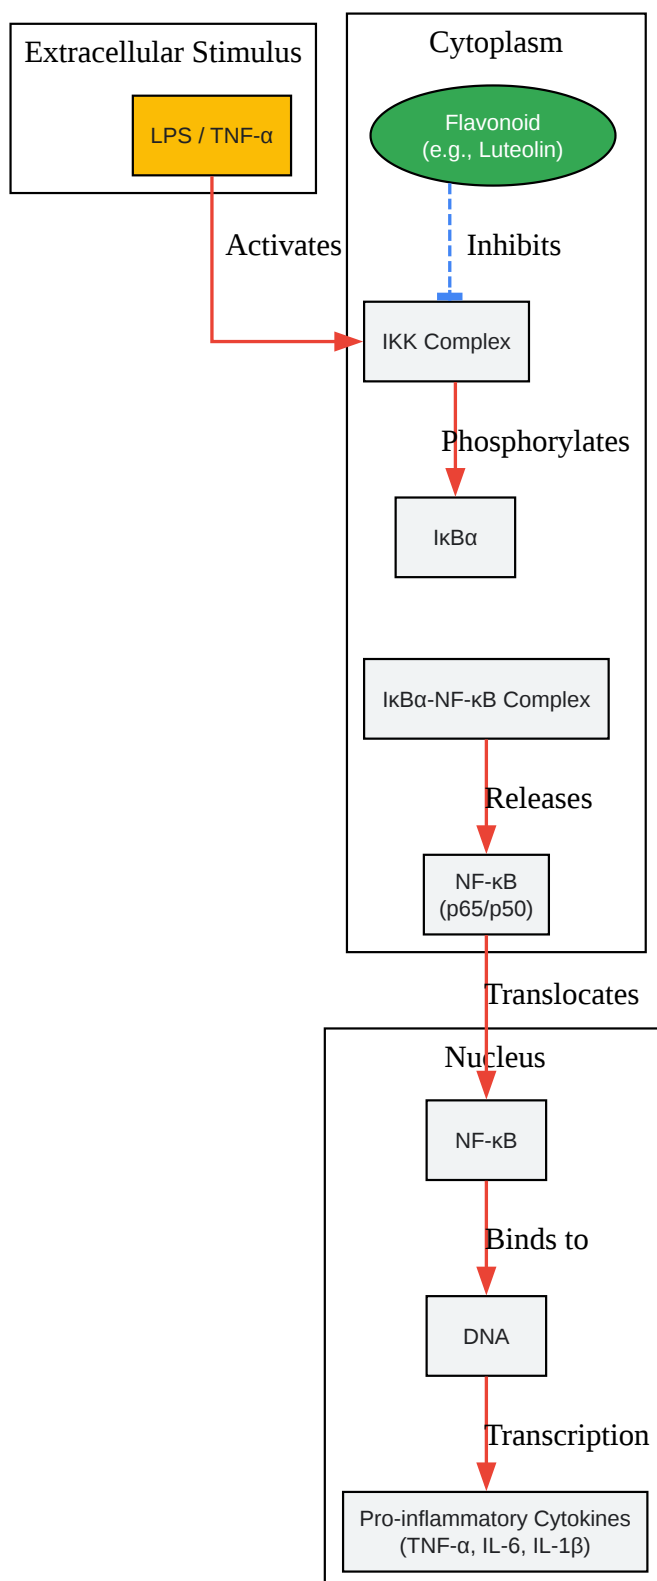 Extracellular Stimulus
LPS / TNF-α
Cytoplasm
Flavonoid
(e.g., Luteolin)
Activates
Inhibits
IKK Complex
Phosphorylates
IκBα
IκBα-NF-κB Complex
Releases
NF-κB
(p65/p50)
Translocates
Nucleus
NF-κB
Binds to
DNA
Transcription
Pro-inflammatory Cytokines
(TNF-α, IL-6, IL-1β)